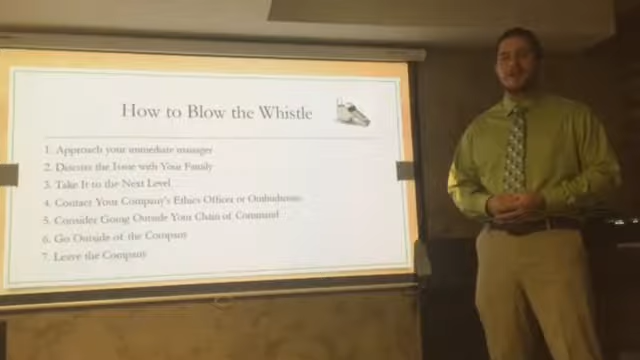 How to Blow the Whistle
1. Approach your immediate manager
2. Discuss the Issue with Your Family
3. Take It to the Next Level
4. Contact Your Company's Ethics Officer or Ombudsman
5. Consider Going Outside Your Chain of Command
6. Go Outside of the Company
7. Leave the Company